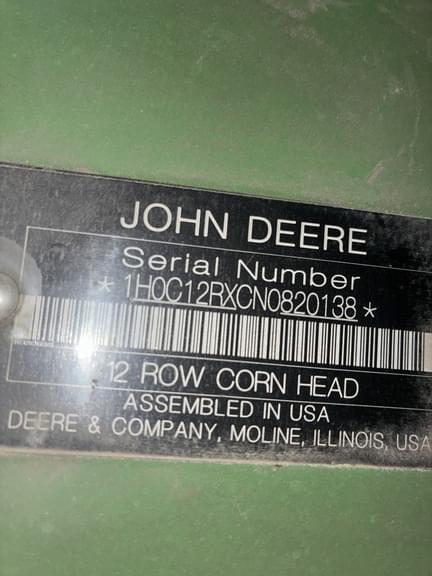 JOHN DEERE
Serial Number
* 1H0C12RXCN0820138 *
12 ROW CORN HEAD
ASSEMBLED IN USA
DEERE & COMPANY, MOLINE, ILLINOIS, USA